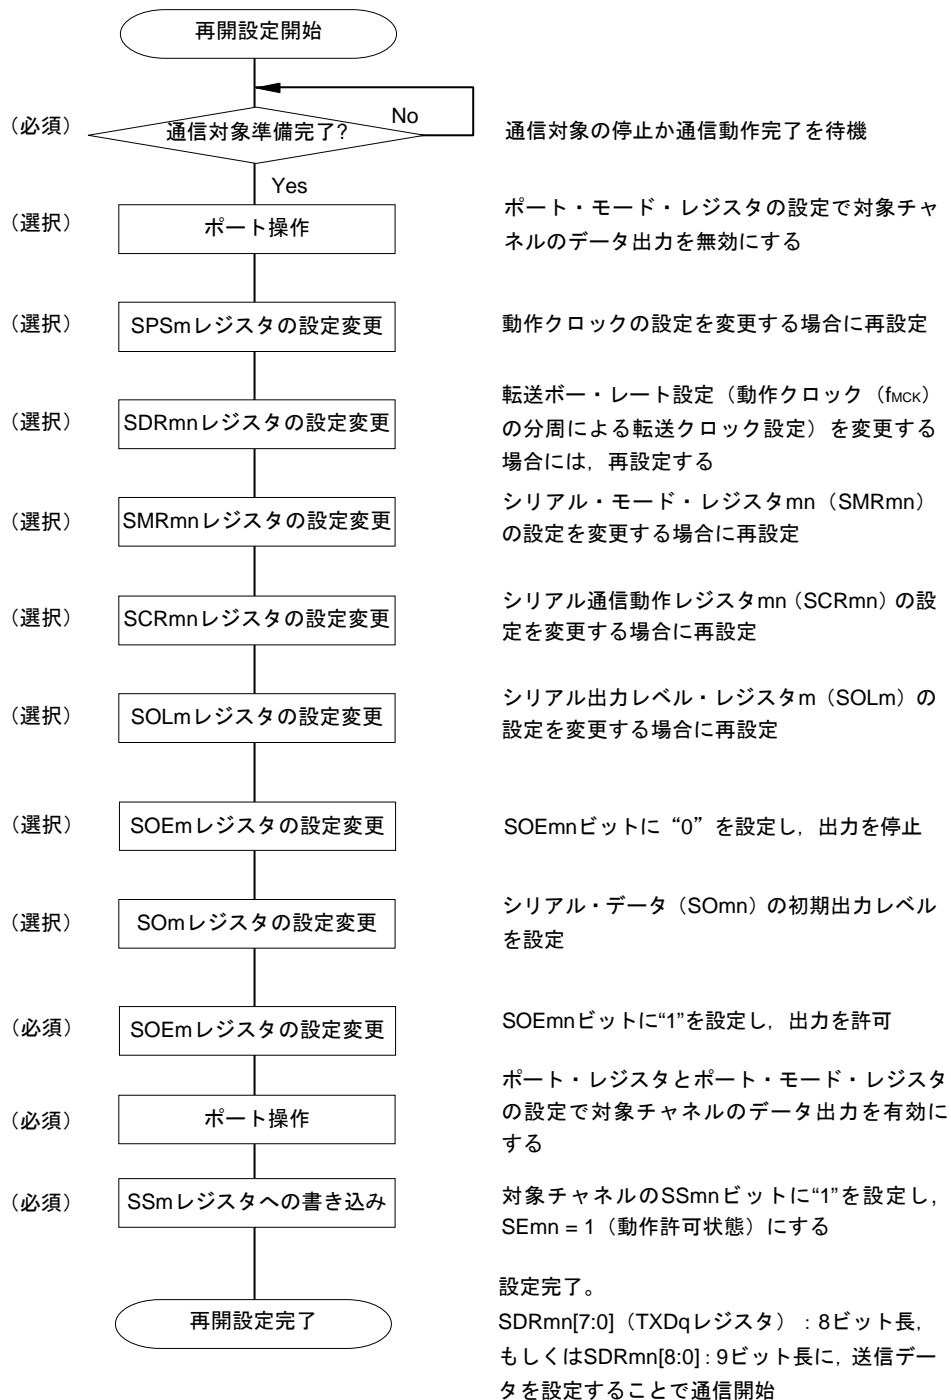 再開設定開始
(必須)
通信対象準備完了?
No
通信対象の停止か通信動作完了を待機
Yes
(選択)
ポート操作
ポート・モード・レジスタの設定で対象チャ
ネルのデータ出力を無効にする
(選択)
SPSmレジスタの設定変更
動作クロックの設定を変更する場合に再設定
(選択)
SDRmnレジスタの設定変更
転送ボー・レート設定（動作クロック（fMCK）
の分周による転送クロック設定）を変更する
場合には，再設定する
(選択)
SMRmnレジスタの設定変更
シリアル・モード・レジスタmn（SMRmn）
の設定を変更する場合に再設定
(選択)
SCRmnレジスタの設定変更
シリアル通信動作レジスタmn（SCRmn）の設
定を変更する場合に再設定
(選択)
SOLmレジスタの設定変更
シリアル出力レベル・レジスタm（SOLm）の
設定を変更する場合に再設定
(選択)
SOEmレジスタの設定変更
SOEmnビットに“0”を設定し，出力を停止
(選択)
SOmレジスタの設定変更
シリアル・データ（SOmn）の初期出力レベル
を設定
(必須)
SOEmレジスタの設定変更
SOEmnビットに“1”を設定し，出力を許可
(必須)
ポート操作
ポート・レジスタとポート・モード・レジスタ
の設定で対象チャネルのデータ出力を有効に
する
(必須)
SSmレジスタへの書き込み
対象チャネルのSSmnビットに“1”を設定し，
SEmn = 1（動作許可状態）にする
再開設定完了
設定完了。
SDRmn[7:0]（TXDqレジスタ）：8ビット長，
もしくはSDRmn[8:0]：9ビット長に，送信デー
タを設定することで通信開始